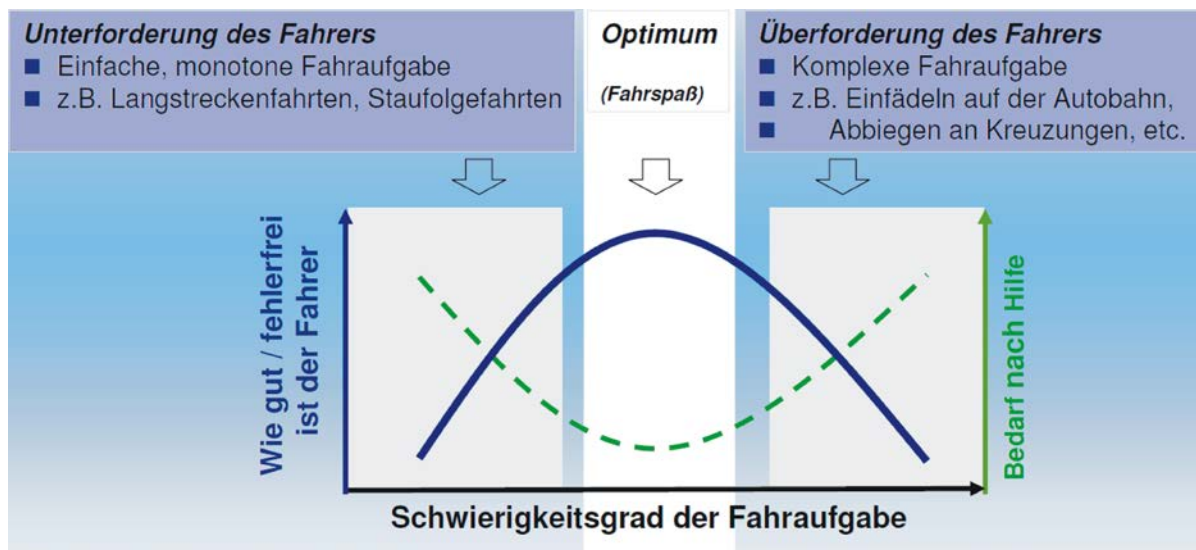 Unterforderung des Fahrers
■ Einfache, monotone Fahraufgabe
■ z.B. Langstreckenfahrten, Staufolgefahrten
Optimum
(Fahrspaß)
Überforderung des Fahrers
■ Komplexe Fahraufgabe
■ z.B. Einfädeln auf der Autobahn,
■ Abbiegen an Kreuzungen, etc.
Wie gut / fehlerfrei
ist der Fahrer
Bedarf nach Hilfe
Schwierigkeitsgrad der Fahraufgabe